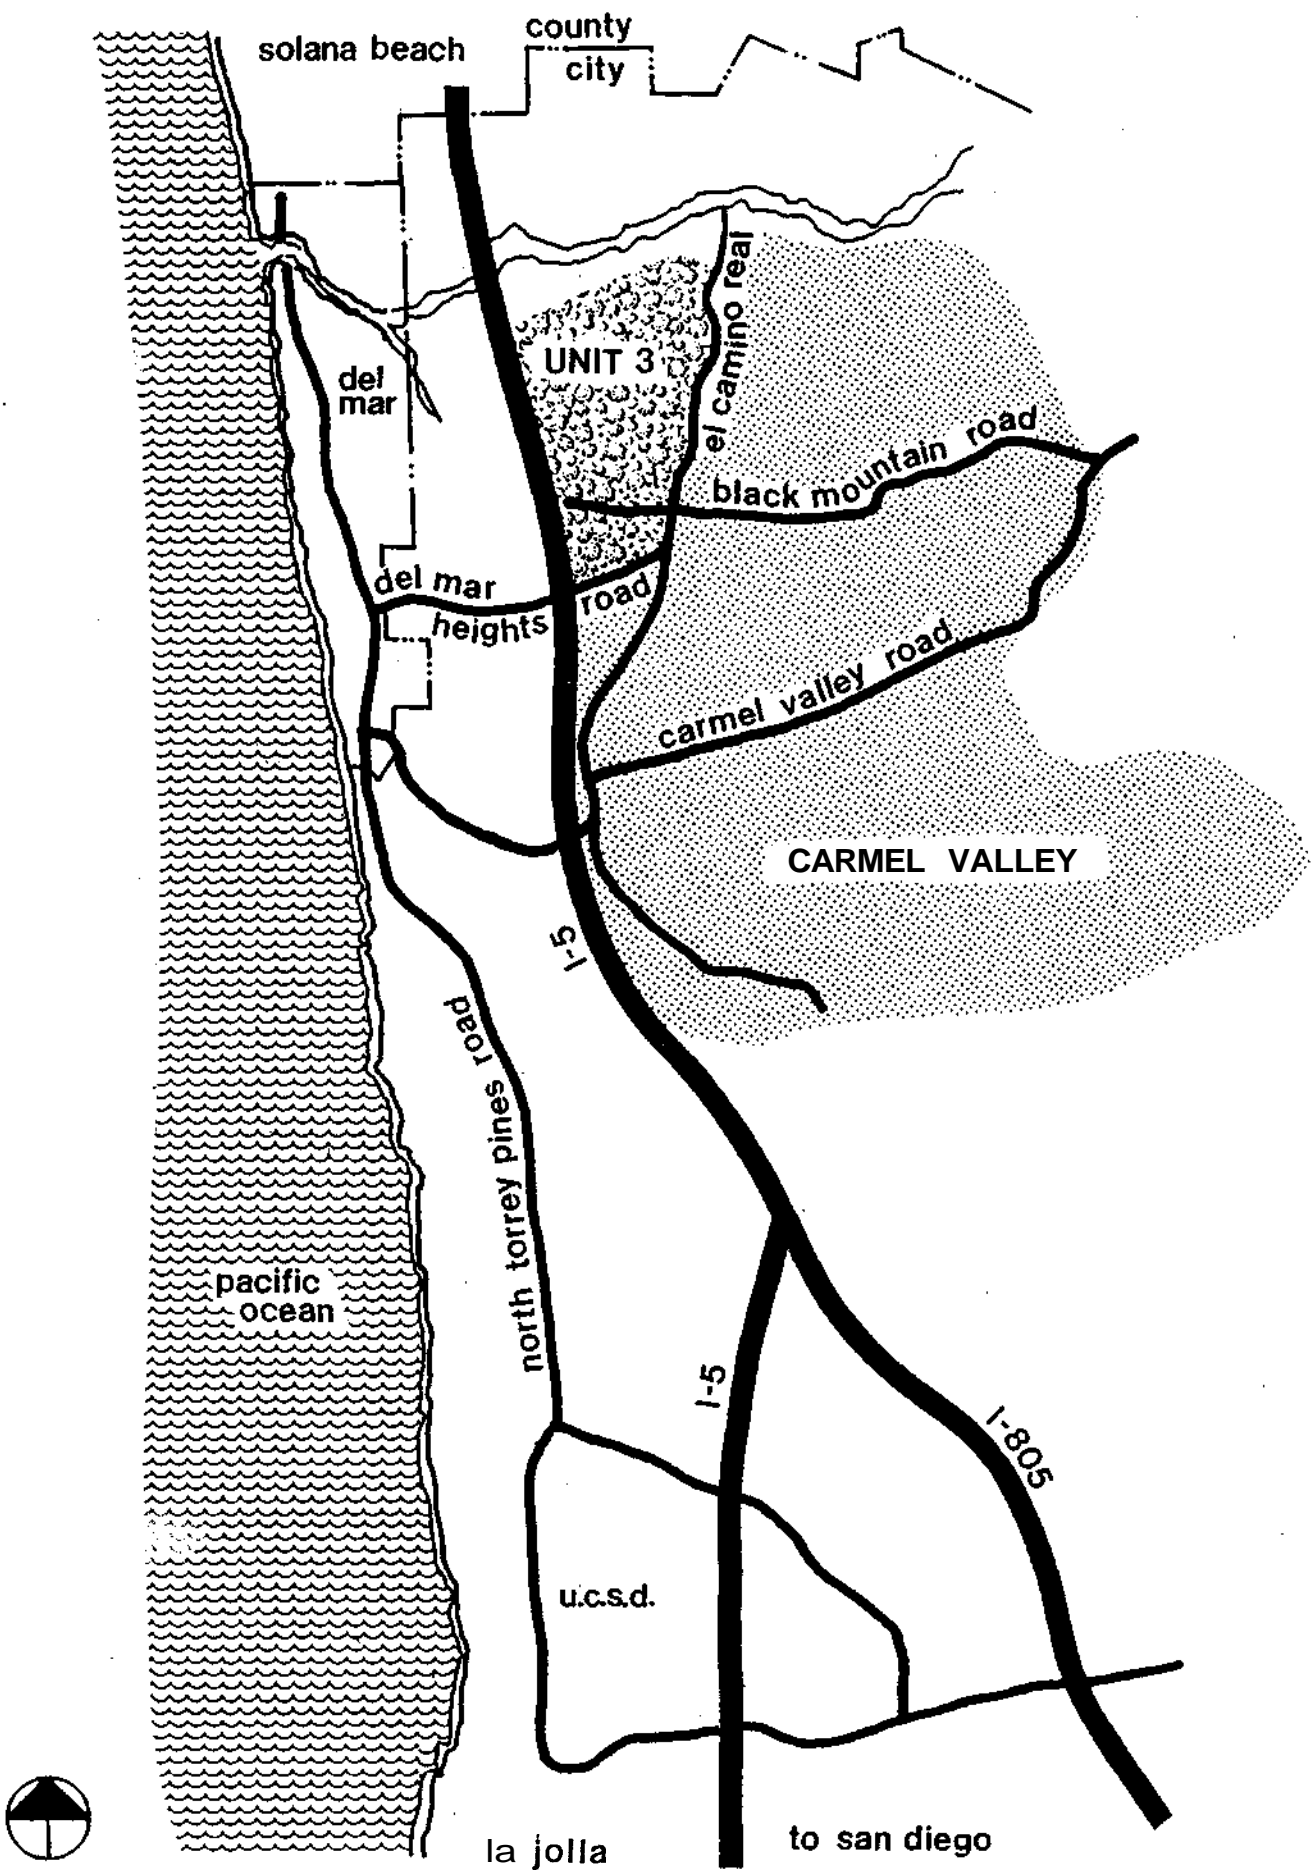 county
solana beach
city
el camino real
UNIT 3
del
mar
black mountain road
del mar
heights
road
carmel valley road
CARMEL VALLEY
I-5
north torrey pines road
pacific
ocean
I-5
I-805
u.c.s.d.
la jolla
to san diego